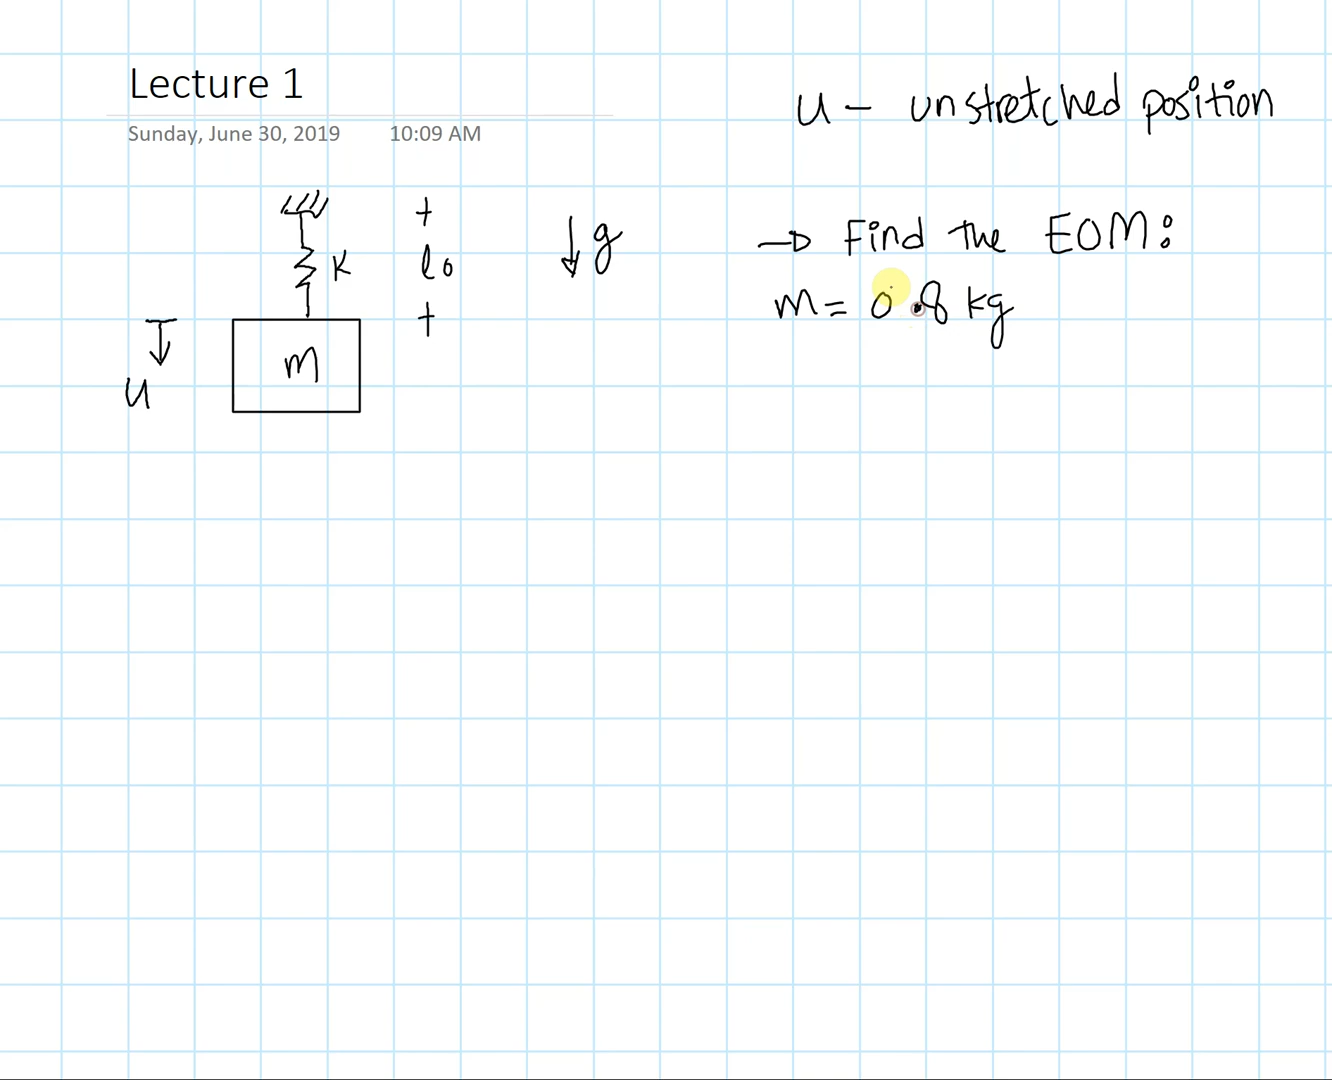 Lecture 1
Sunday, June 30, 2019 10:09 AM
u - unstretched position
K
l0
g
m
u
→ Find the EOM:
m = 0.8 kg